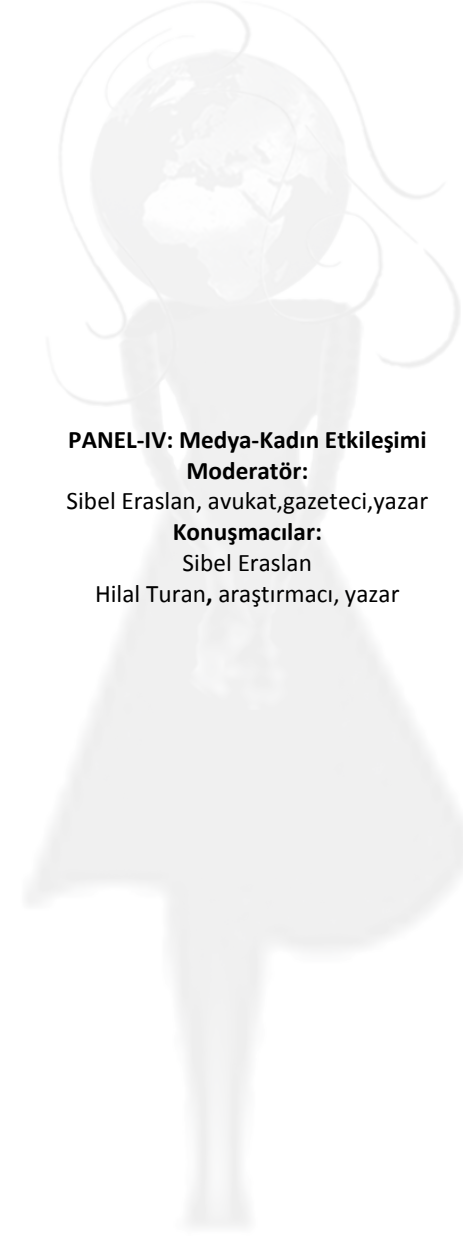 PANEL-IV: Medya-Kadın Etkileşimi
Moderatör:
Sibel Eraslan, avukat,gazeteci,yazar
Konuşmacılar:
Sibel Eraslan
Hilal Turan, araştırmacı, yazar